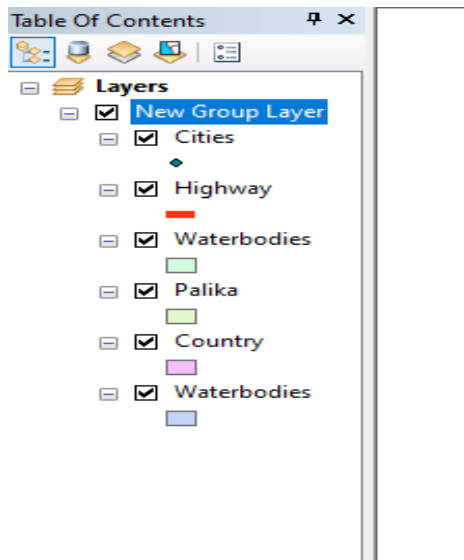 Table Of Contents
Layers
New Group Layer
Cities
Highway
Waterbodies
Palika
Country
Waterbodies